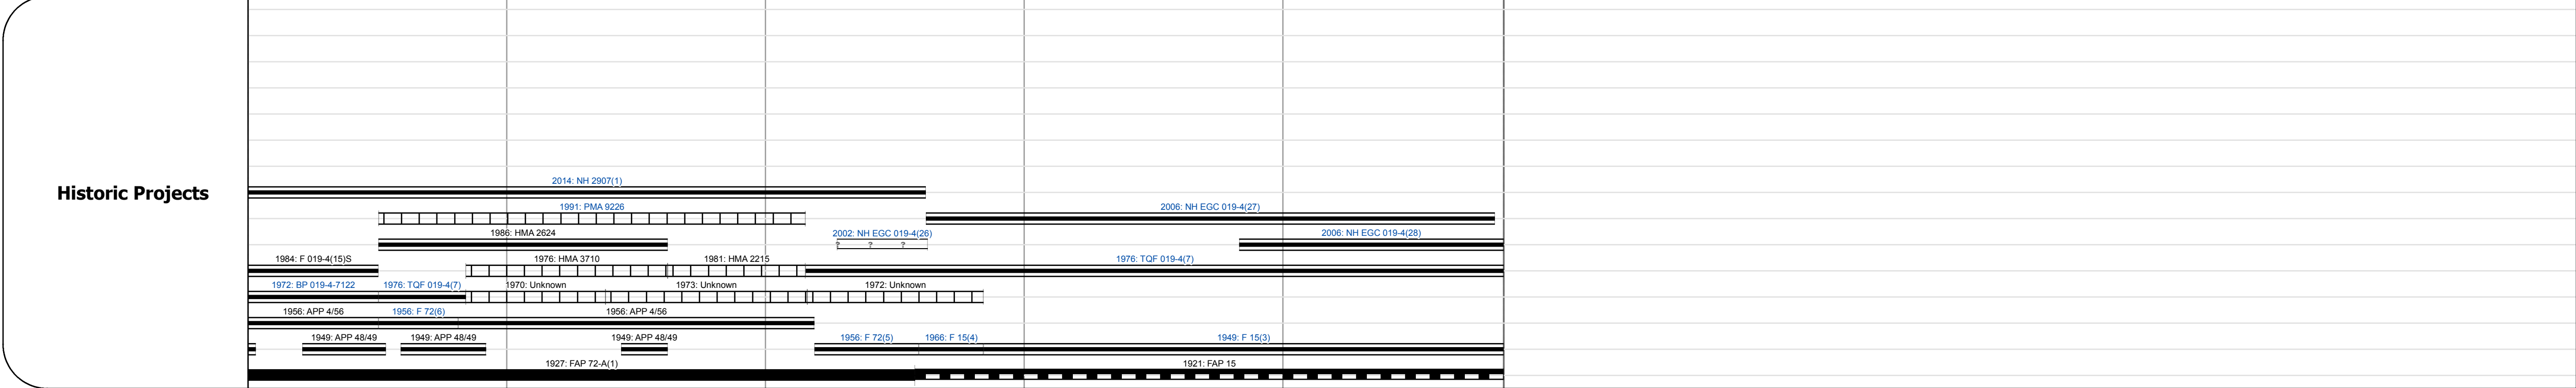 Historic Projects
2014: NH 2907(1)
1991: PMA 9226
2006: NH EGC 019-4(27)
1986: HMA 2624
2002: NH EGC 019-4(26)
2006: NH EGC 019-4(28)
? ? ?
1984: F 019-4(15)S
1976: HMA 3710
1981: HMA 2215
1976: TQF 019-4(7)
1972: BP 019-4-7122
1976: TQF 019-4(7)
1970: Unknown
1973: Unknown
1972: Unknown
1956: APP 4/56
1956: F 72(6)
1956: APP 4/56
1949: APP 48/49
1949: APP 48/49
1949: APP 48/49
1956: F 72(5)
1966: F 15(4)
1949: F 15(3)
1927: FAP 72-A(1)
1921: FAP 15